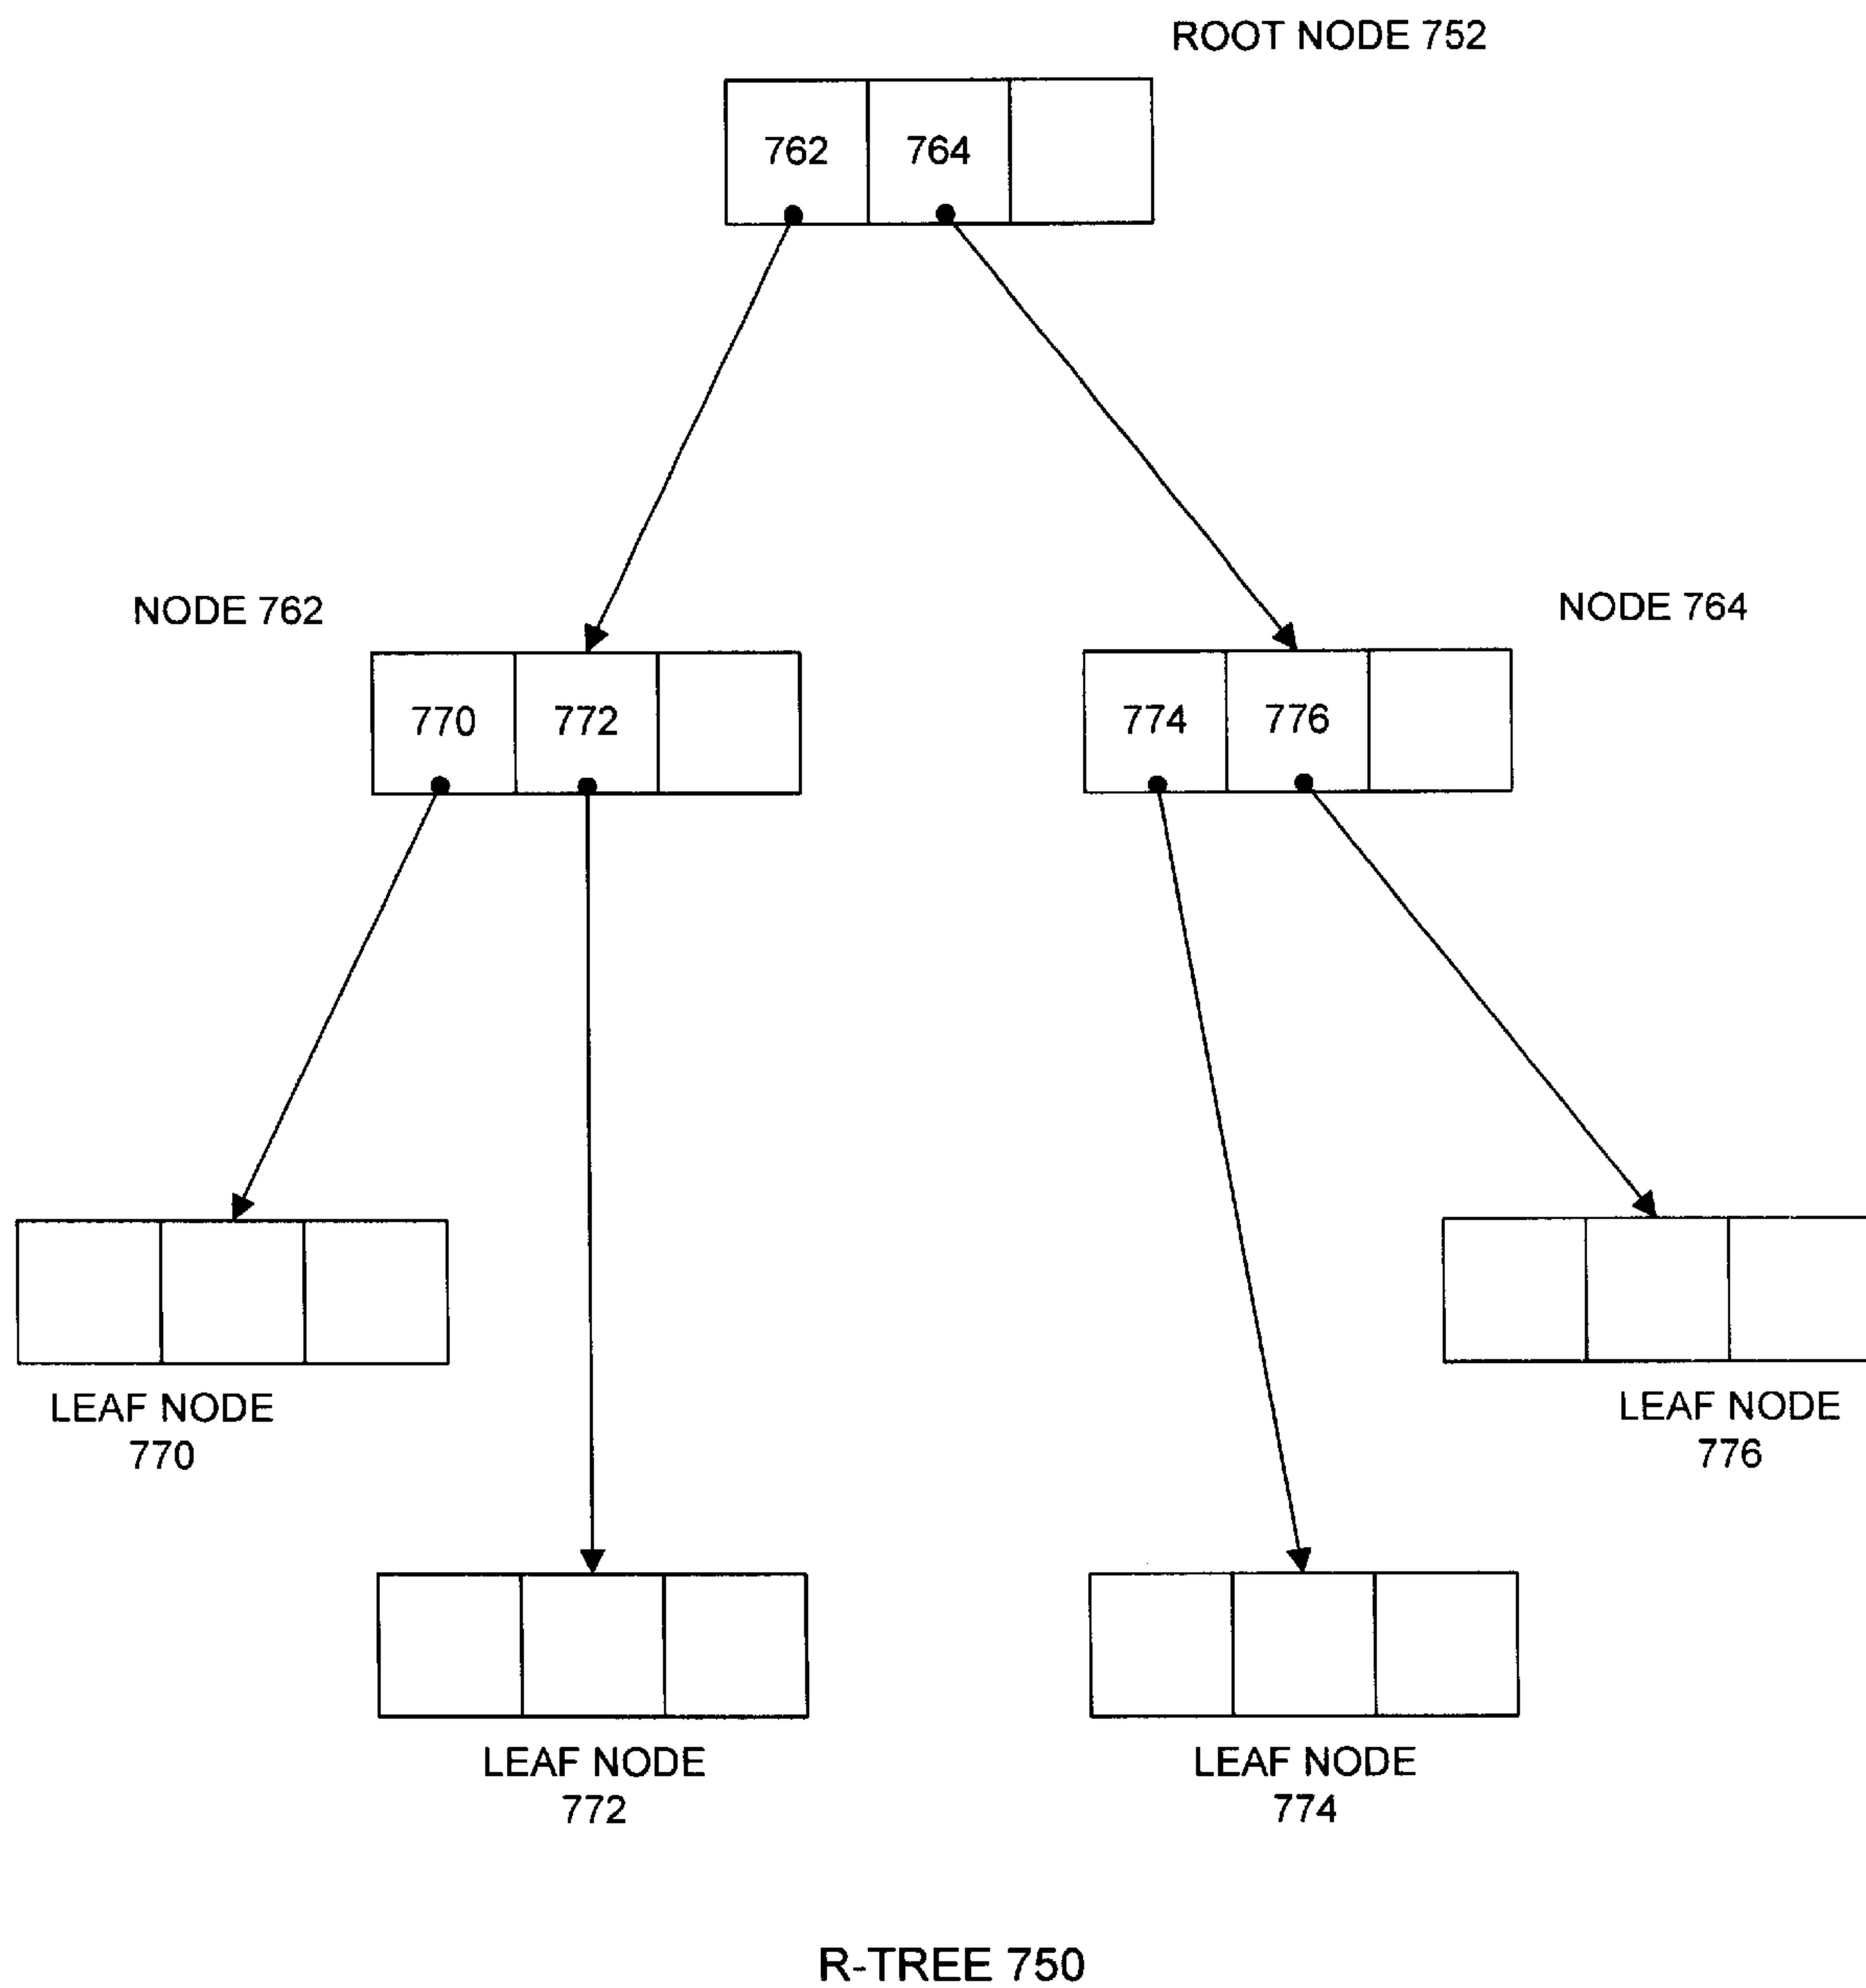 ROOT NODE 752
762
764
NODE 762
NODE 764
770
772
774
776
LEAF NODE
770
LEAF NODE
776
LEAF NODE
772
LEAF NODE
774
R-TREE 750